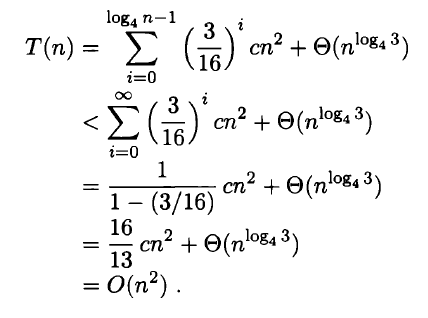 T(n) = \sum_{i=0}^{\log_4 n-1} \left(\frac{3}{16}\right)^i cn^2 + \Theta(n^{\log_4 3})
< \sum_{i=0}^{\infty} \left(\frac{3}{16}\right)^i cn^2 + \Theta(n^{\log_4 3})
= \frac{1}{1 - (3/16)} cn^2 + \Theta(n^{\log_4 3})
= \frac{16}{13} cn^2 + \Theta(n^{\log_4 3})
= O(n^2) .